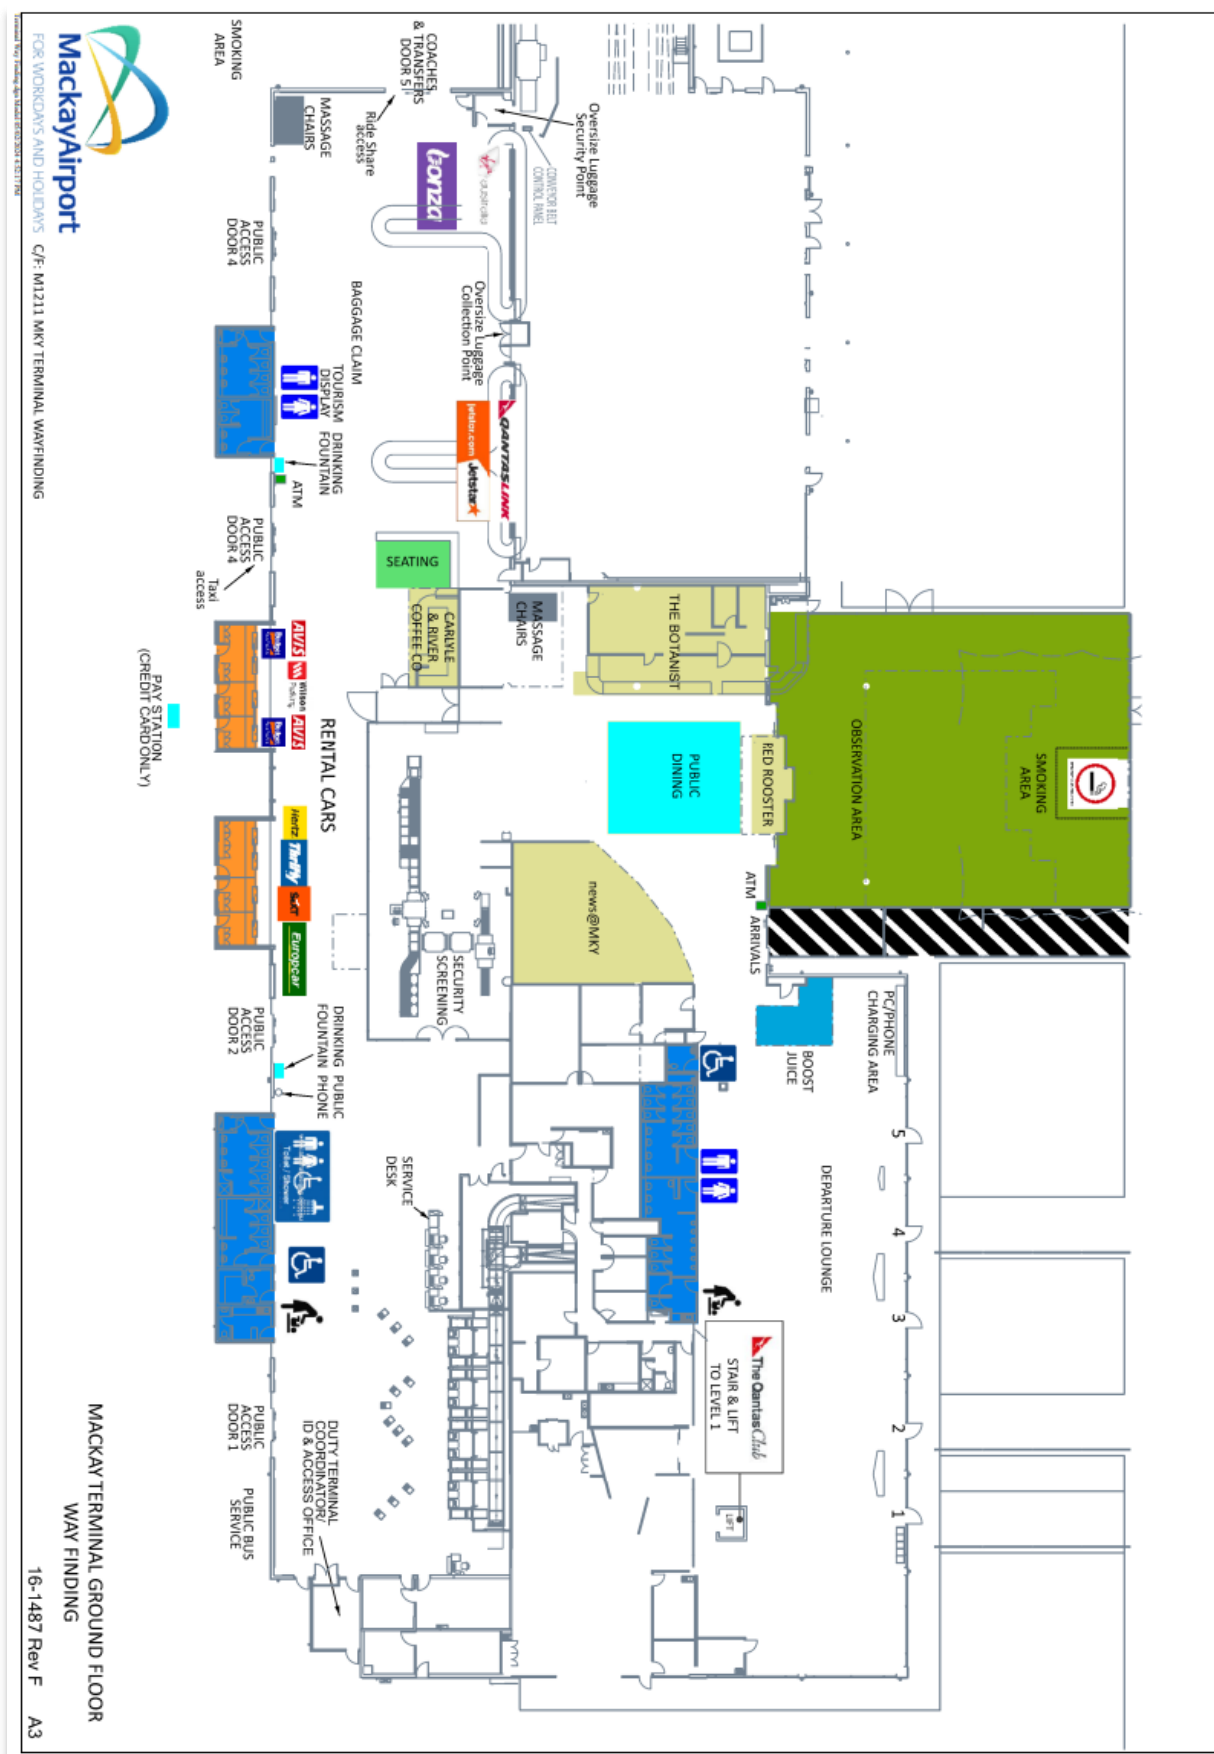 SMOKING
AREA
OBSERVATION AREA
PC/PHONE
CHARGING AREA
5
4
3
2
1
DEPARTURE LOUNGE
BOOST
JUICE
ARRIVALS
ATM
RED ROOSTER
The Qantas Club
STAIR & LIFT
TO LEVEL 1
LIFT
PUBLIC
DINING
THE BOTANIST
news@MKY
Oversize Luggage
Security Point
CONVEYOR BELT
CONTROL PANEL
MASSAGE
CHAIRS
QANTASLINK
jetstar.com Jetstar
Oversize Luggage
Collection Point
bonza
COACHES,
& TRANSFERS
DOOR 5
Ride Share
access
SEATING
CARLYLE
& RIVER
COFFEE CO
SECURITY
SCREENING
SERVICE
DESK
BAGGAGE CLAIM
MASSAGE
CHAIRS
TOURISM
DISPLAY
DRINKING
FOUNTAIN
ATM
RENTAL CARS
AVIS
Wilson
Parking
AVIS
Hertz
Thrifty
SIXT
Europcar
DRINKING
FOUNTAIN
PUBLIC
PHONE
Toilet / Shower
DUTY TERMINAL
COORDINATOR/
ID & ACCESS OFFICE
SMOKING
AREA
PUBLIC
ACCESS
DOOR 4
PUBLIC
ACCESS
DOOR 4
Taxi
access
PUBLIC
ACCESS
DOOR 2
PUBLIC
ACCESS
DOOR 1
PUBLIC BUS
SERVICE
PAY STATION
(CREDIT CARD ONLY)
MackayAirport
FOR WORKDAYS AND HOLIDAYS
C/F: M1211 MKY TERMINAL WAYFINDING
MACKAY TERMINAL GROUND FLOOR
WAY FINDING
16-1487 Rev F A3